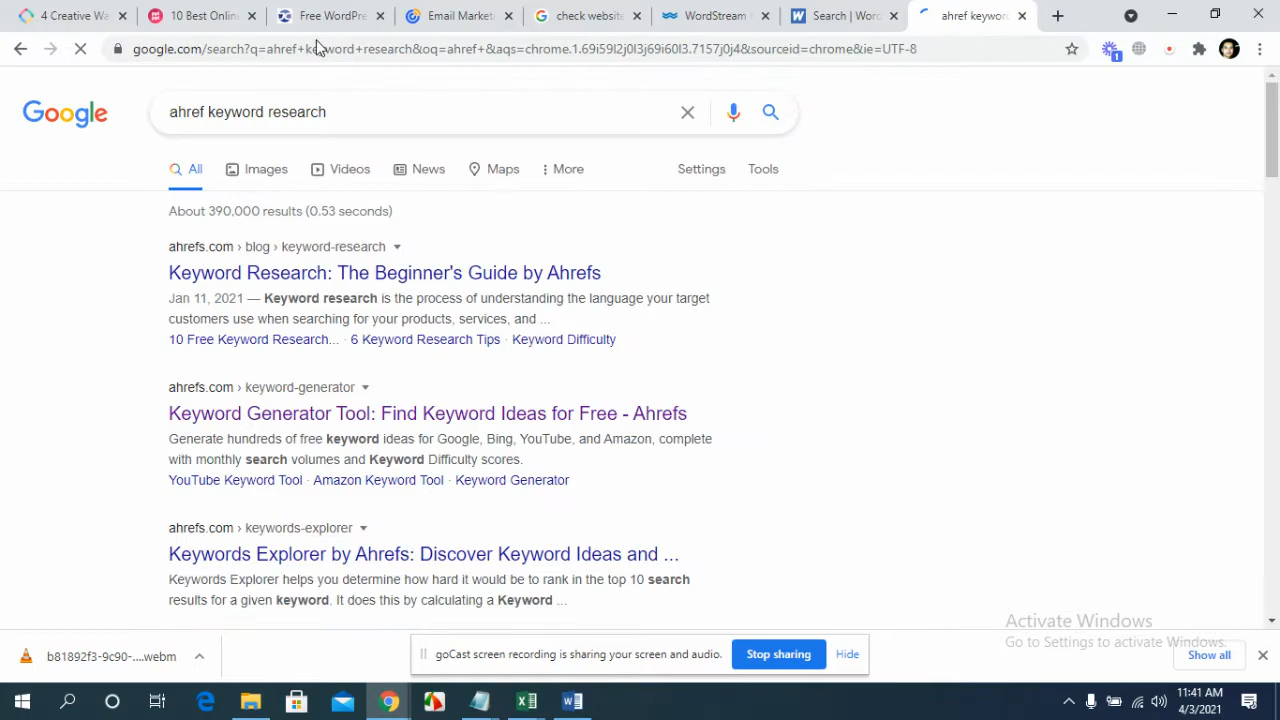 4 Creative Wa
10 Best Online
Free WordPre
Email Market
check website
WordStream
Search | Word
ahref keywor
google.com/search?q=ahref+keyword+research&oq=ahref+&aqs=chrome.1.69i59l2j0l3j69i60l3.7157j0j4&sourceid=chrome&ie=UTF-8
1
Google
ahref keyword research
All
Images
Videos
News
Maps
More
Settings
Tools
About 390,000 results (0.53 seconds)
ahrefs.com › blog › keyword-research
Keyword Research: The Beginner's Guide by Ahrefs
Jan 11, 2021 — Keyword research is the process of understanding the language your target
customers use when searching for your products, services, and ...
10 Free Keyword Research... · 6 Keyword Research Tips · Keyword Difficulty
ahrefs.com › keyword-generator
Keyword Generator Tool: Find Keyword Ideas for Free - Ahrefs
Generate hundreds of free keyword ideas for Google, Bing, YouTube, and Amazon, complete
with monthly search volumes and Keyword Difficulty scores.
YouTube Keyword Tool · Amazon Keyword Tool · Keyword Generator
ahrefs.com › keywords-explorer
Keywords Explorer by Ahrefs: Discover Keyword Ideas and ...
Keywords Explorer helps you determine how hard it would be to rank in the top 10 search
results for a given keyword. It does this by calculating a Keyword ...
Activate Windows
Go to Settings to activate Windows.
b81892f3-9c90-....webm
goCast screen recording is sharing your screen and audio.
Stop sharing
Hide
Show all
11:41 AM
4/3/2021